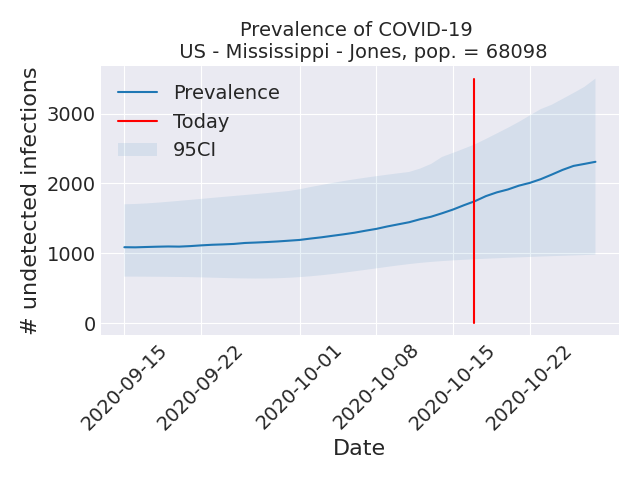 Prevalence of COVID-19
US - Mississippi - Jones, pop. = 68098
# undetected infections
3000
2000
1000
0
Prevalence
Today
95CI
2020-09-15
2020-09-22
2020-10-01
2020-10-08
2020-10-15
2020-10-22
Date